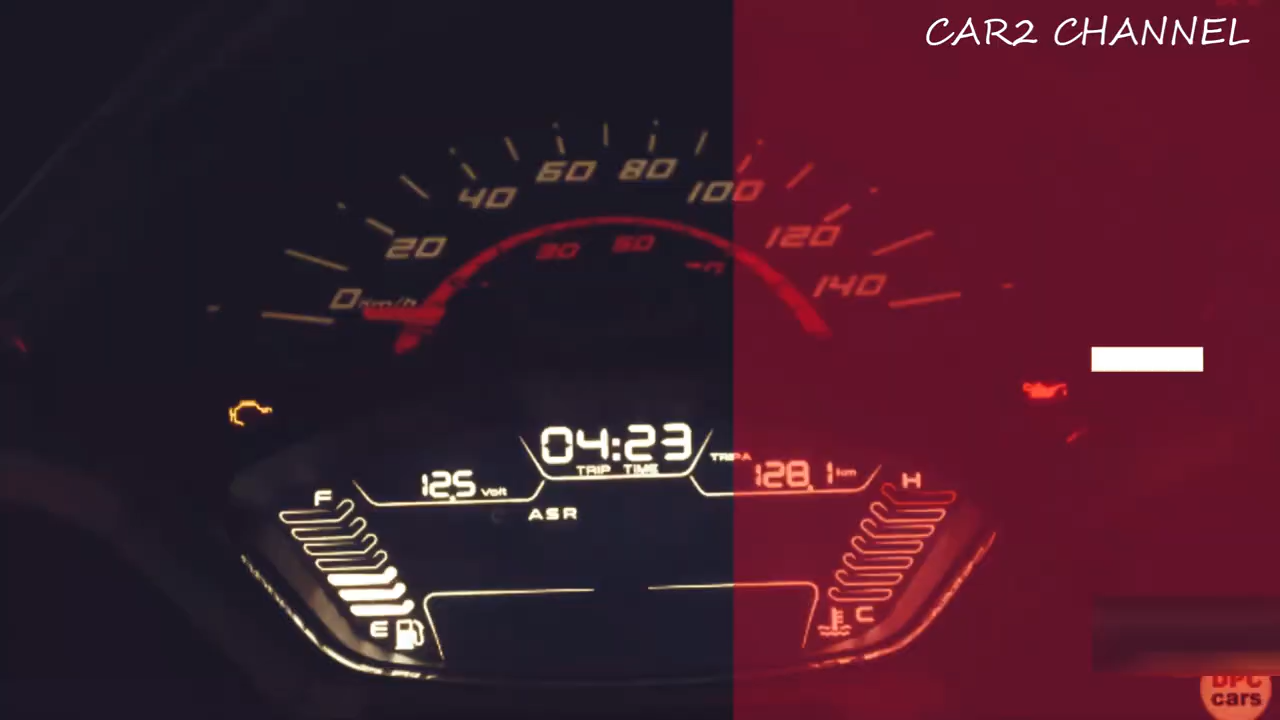 CAR2 CHANNEL
60 80
40 100
20 120
30 50
0 Km/h 140
04:23
TRIP TIME
TRIP A
12.5 Volt
128.1 km
F
H
ASR
E
C
DPC
cars